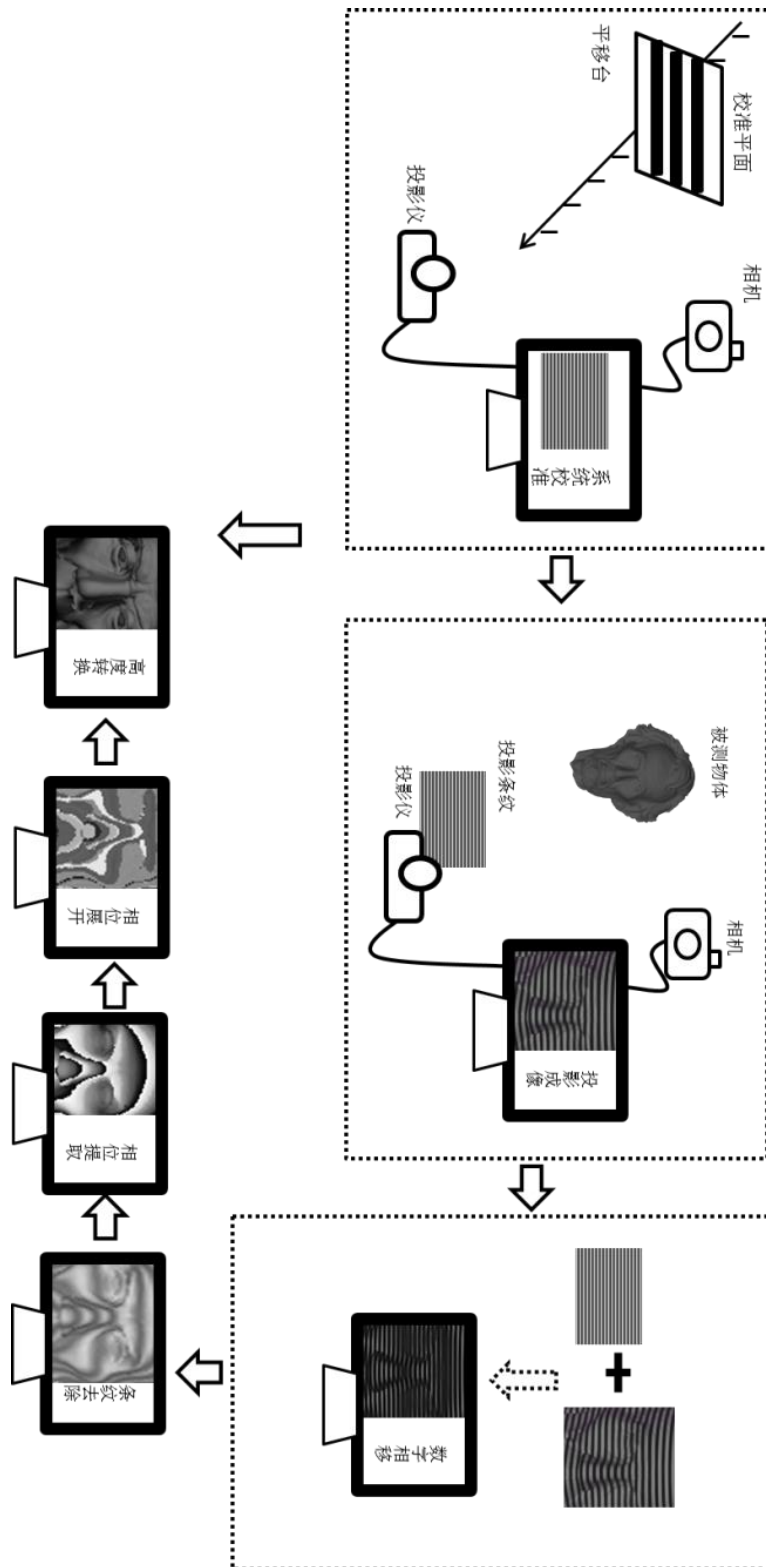 平移台
校准平面
投影仪
相机
系统校
准
被测物体
投影条纹
投影仪
相机
投影成
像
数字相
移
条纹去
除
相位提
取
相位展
开
高度转
换